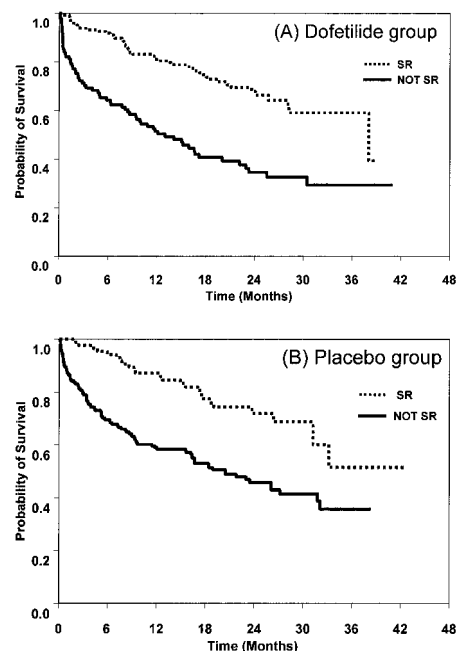 (A) Dofetilide group
SR
NOT SR
Probability of Survival
1.0
0.8
0.6
0.4
0.2
0.0
0 6 12 18 24 30 36 42 48
Time (Months)
(B) Placebo group
SR
NOT SR
Probability of Survival
1.0
0.8
0.6
0.4
0.2
0.0
0 6 12 18 24 30 36 42 48
Time (Months)